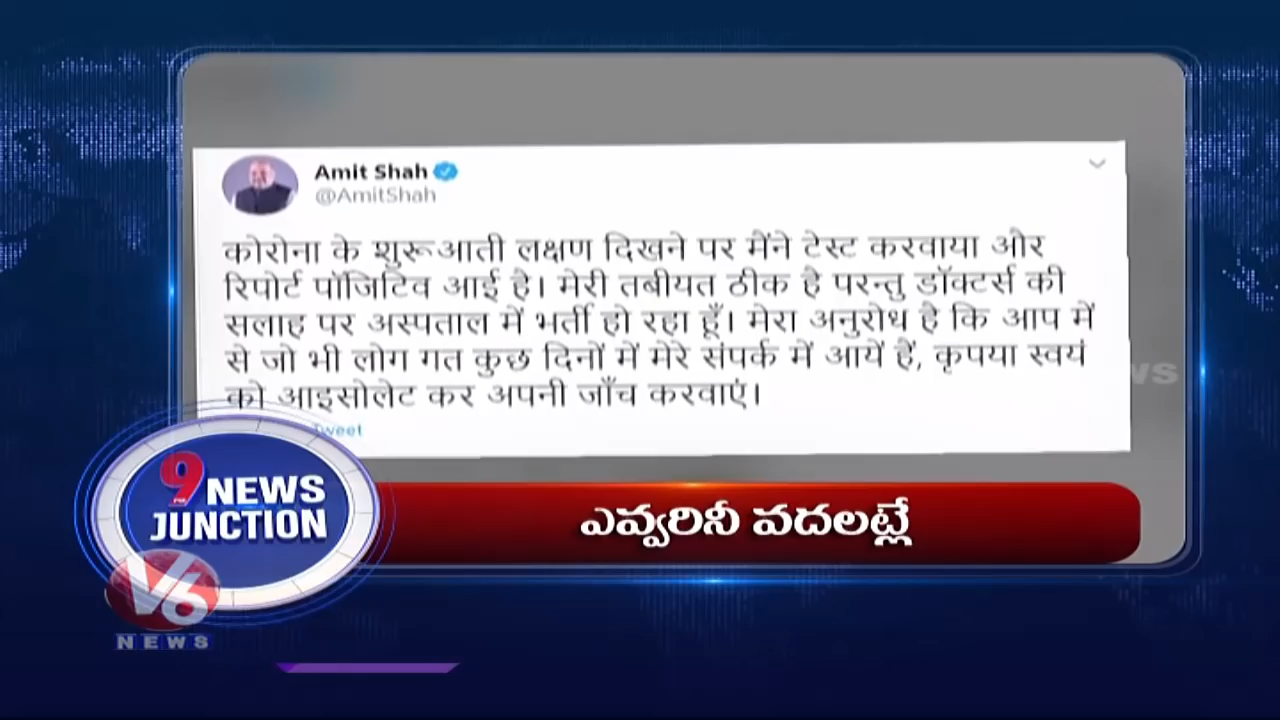 Amit Shah
@AmitShah
कोरोना के शुरूआती लक्षण दिखने पर मैंने टेस्ट करवाया और
रिपोर्ट पॉजिटिव आई है। मेरी तबीयत ठीक है परन्तु डॉक्टर्स की
सलाह पर अस्पताल में भर्ती हो रहा हूँ। मेरा अनुरोध है कि आप में
से जो भी लोग गत कुछ दिनों में मेरे संपर्क में आयें हैं, कृपया स्वयं
को आइसोलेट कर अपनी जाँच करवाएं।
Tweet
9 NEWS
JUNCTION
ఎవ్వరినీ వదలట్లే
V6
NEWS